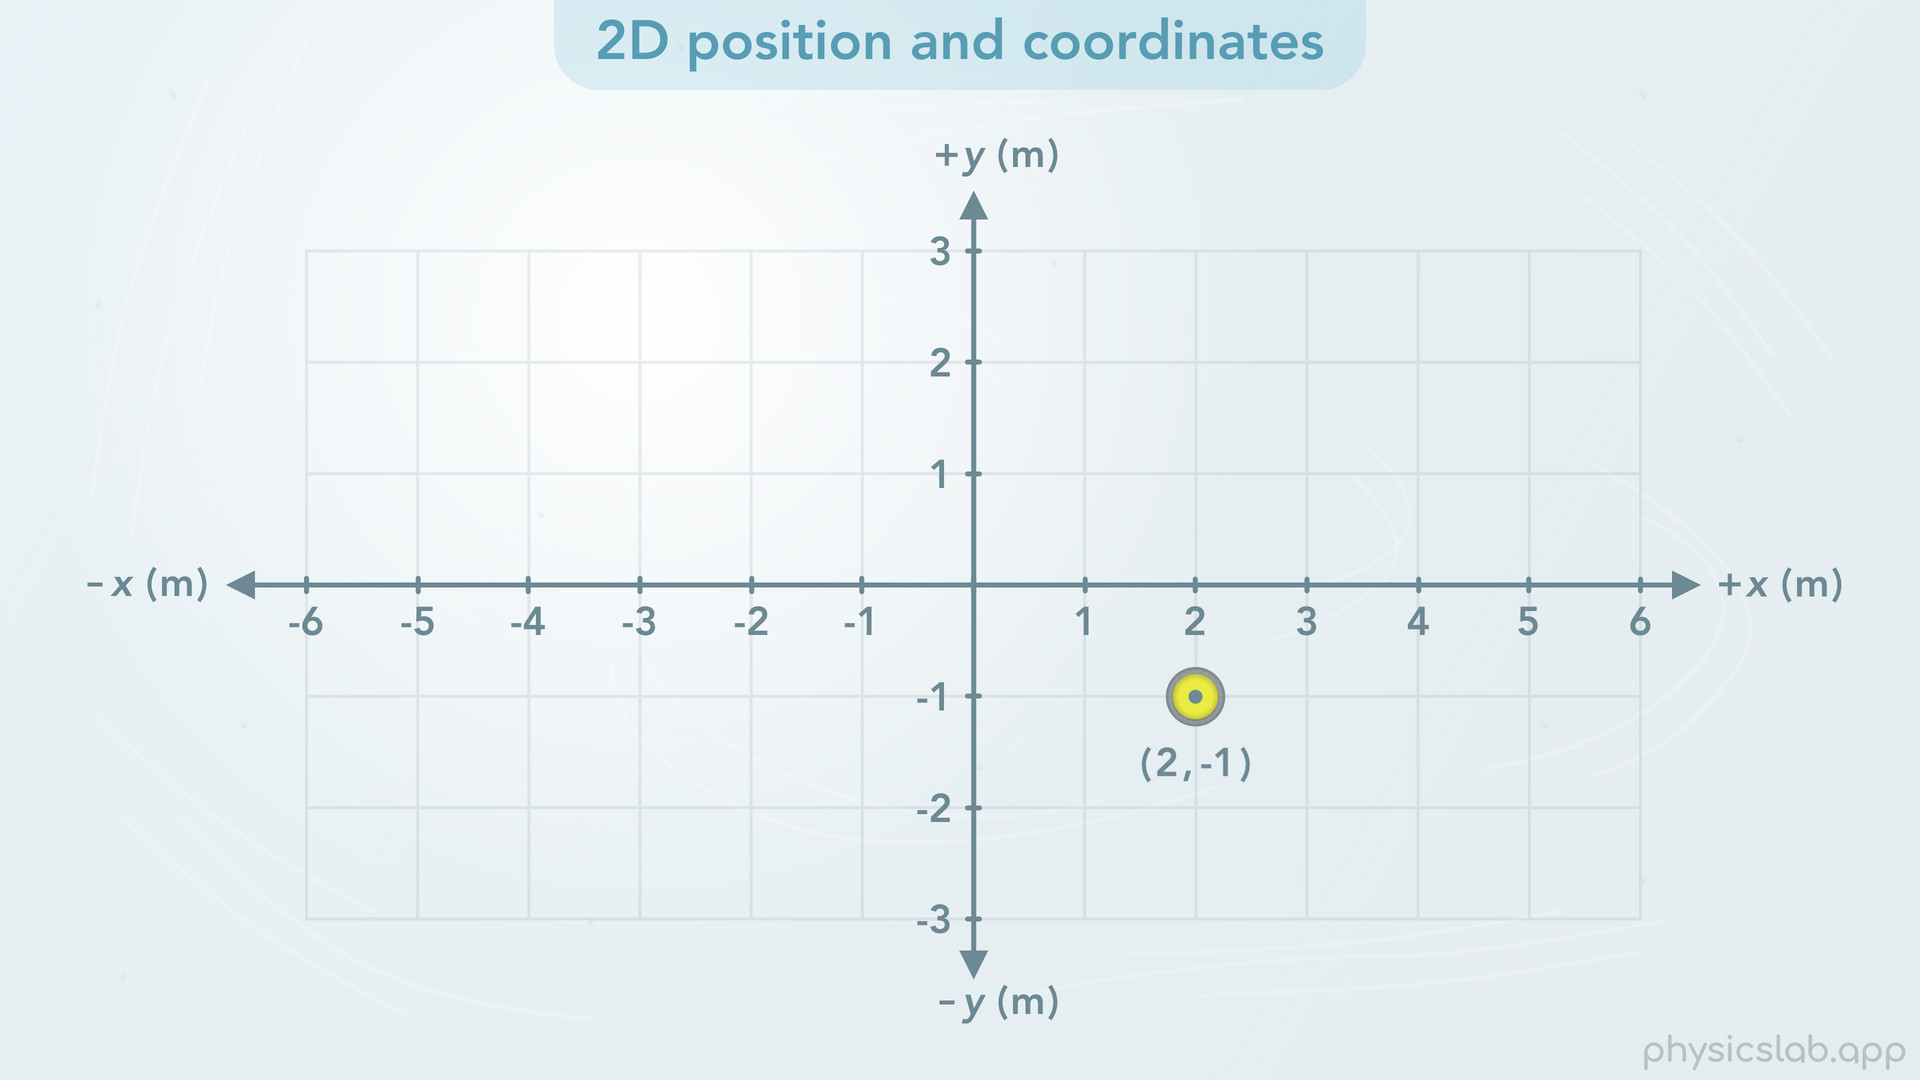 2D position and coordinates
+y (m)
3
2
1
-x (m)
+x (m)
-6 -5 -4 -3 -2 -1 1 2 3 4 5 6
-1
(2,-1)
-2
-3
-y (m)
physicslab.app